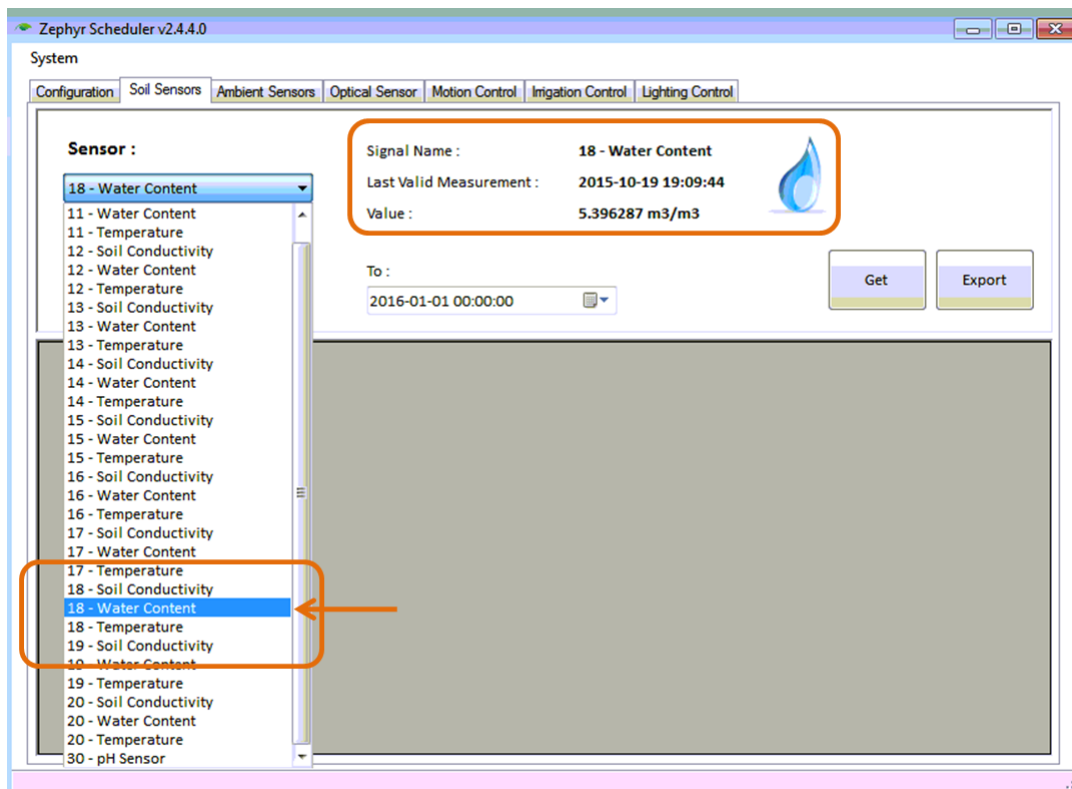 Zephyr Scheduler v2.4.4.0
System
Configuration Soil Sensors Ambient Sensors Optical Sensor Motion Control Irrigation Control Lighting Control
Sensor :
18 - Water Content
Signal Name : 18 - Water Content
Last Valid Measurement : 2015-10-19 19:09:44
Value : 5.396287 m3/m3
To :
2016-01-01 00:00:00
Get
Export
11 - Water Content
11 - Temperature
12 - Soil Conductivity
12 - Water Content
12 - Temperature
13 - Soil Conductivity
13 - Water Content
13 - Temperature
14 - Soil Conductivity
14 - Water Content
14 - Temperature
15 - Soil Conductivity
15 - Water Content
15 - Temperature
16 - Soil Conductivity
16 - Water Content
16 - Temperature
17 - Soil Conductivity
17 - Water Content
17 - Temperature
18 - Soil Conductivity
18 - Water Content
18 - Temperature
19 - Soil Conductivity
19 - Water Content
19 - Temperature
20 - Soil Conductivity
20 - Water Content
20 - Temperature
30 - pH Sensor